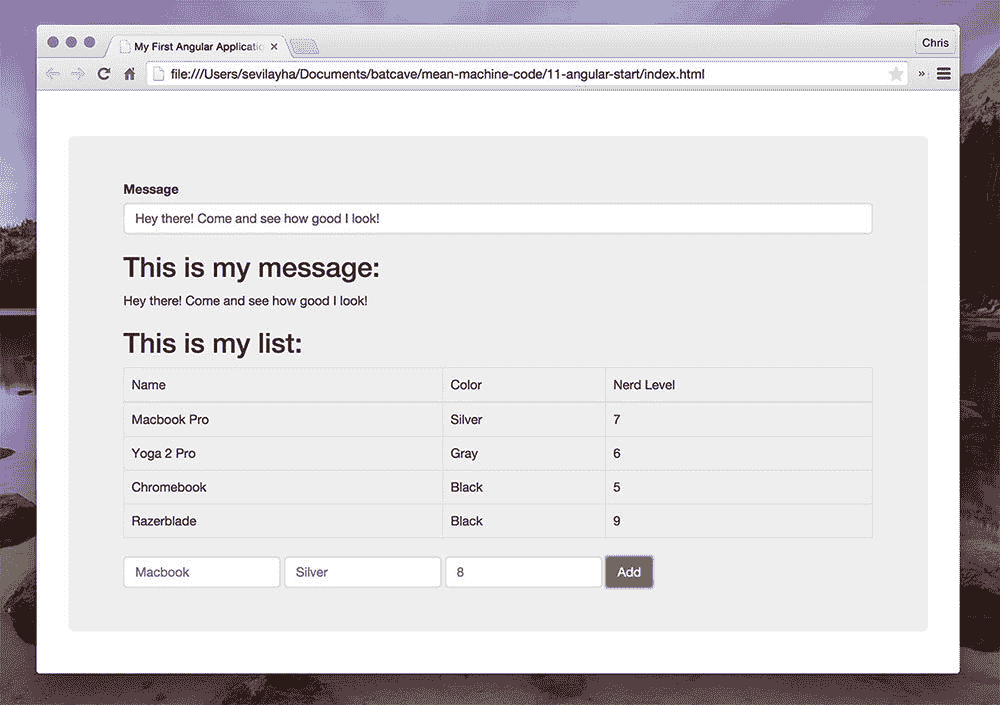 My First Angular Applicatio
Chris
file:///Users/sevilayha/Documents/batcave/mean-machine-code/11-angular-start/index.html
Message
Hey there! Come and see how good I look!
This is my message:
Hey there! Come and see how good I look!
This is my list:
Name Color Nerd Level
Macbook Pro Silver 7
Yoga 2 Pro Gray 6
Chromebook Black 5
Razerblade Black 9
Macbook Silver 8 Add